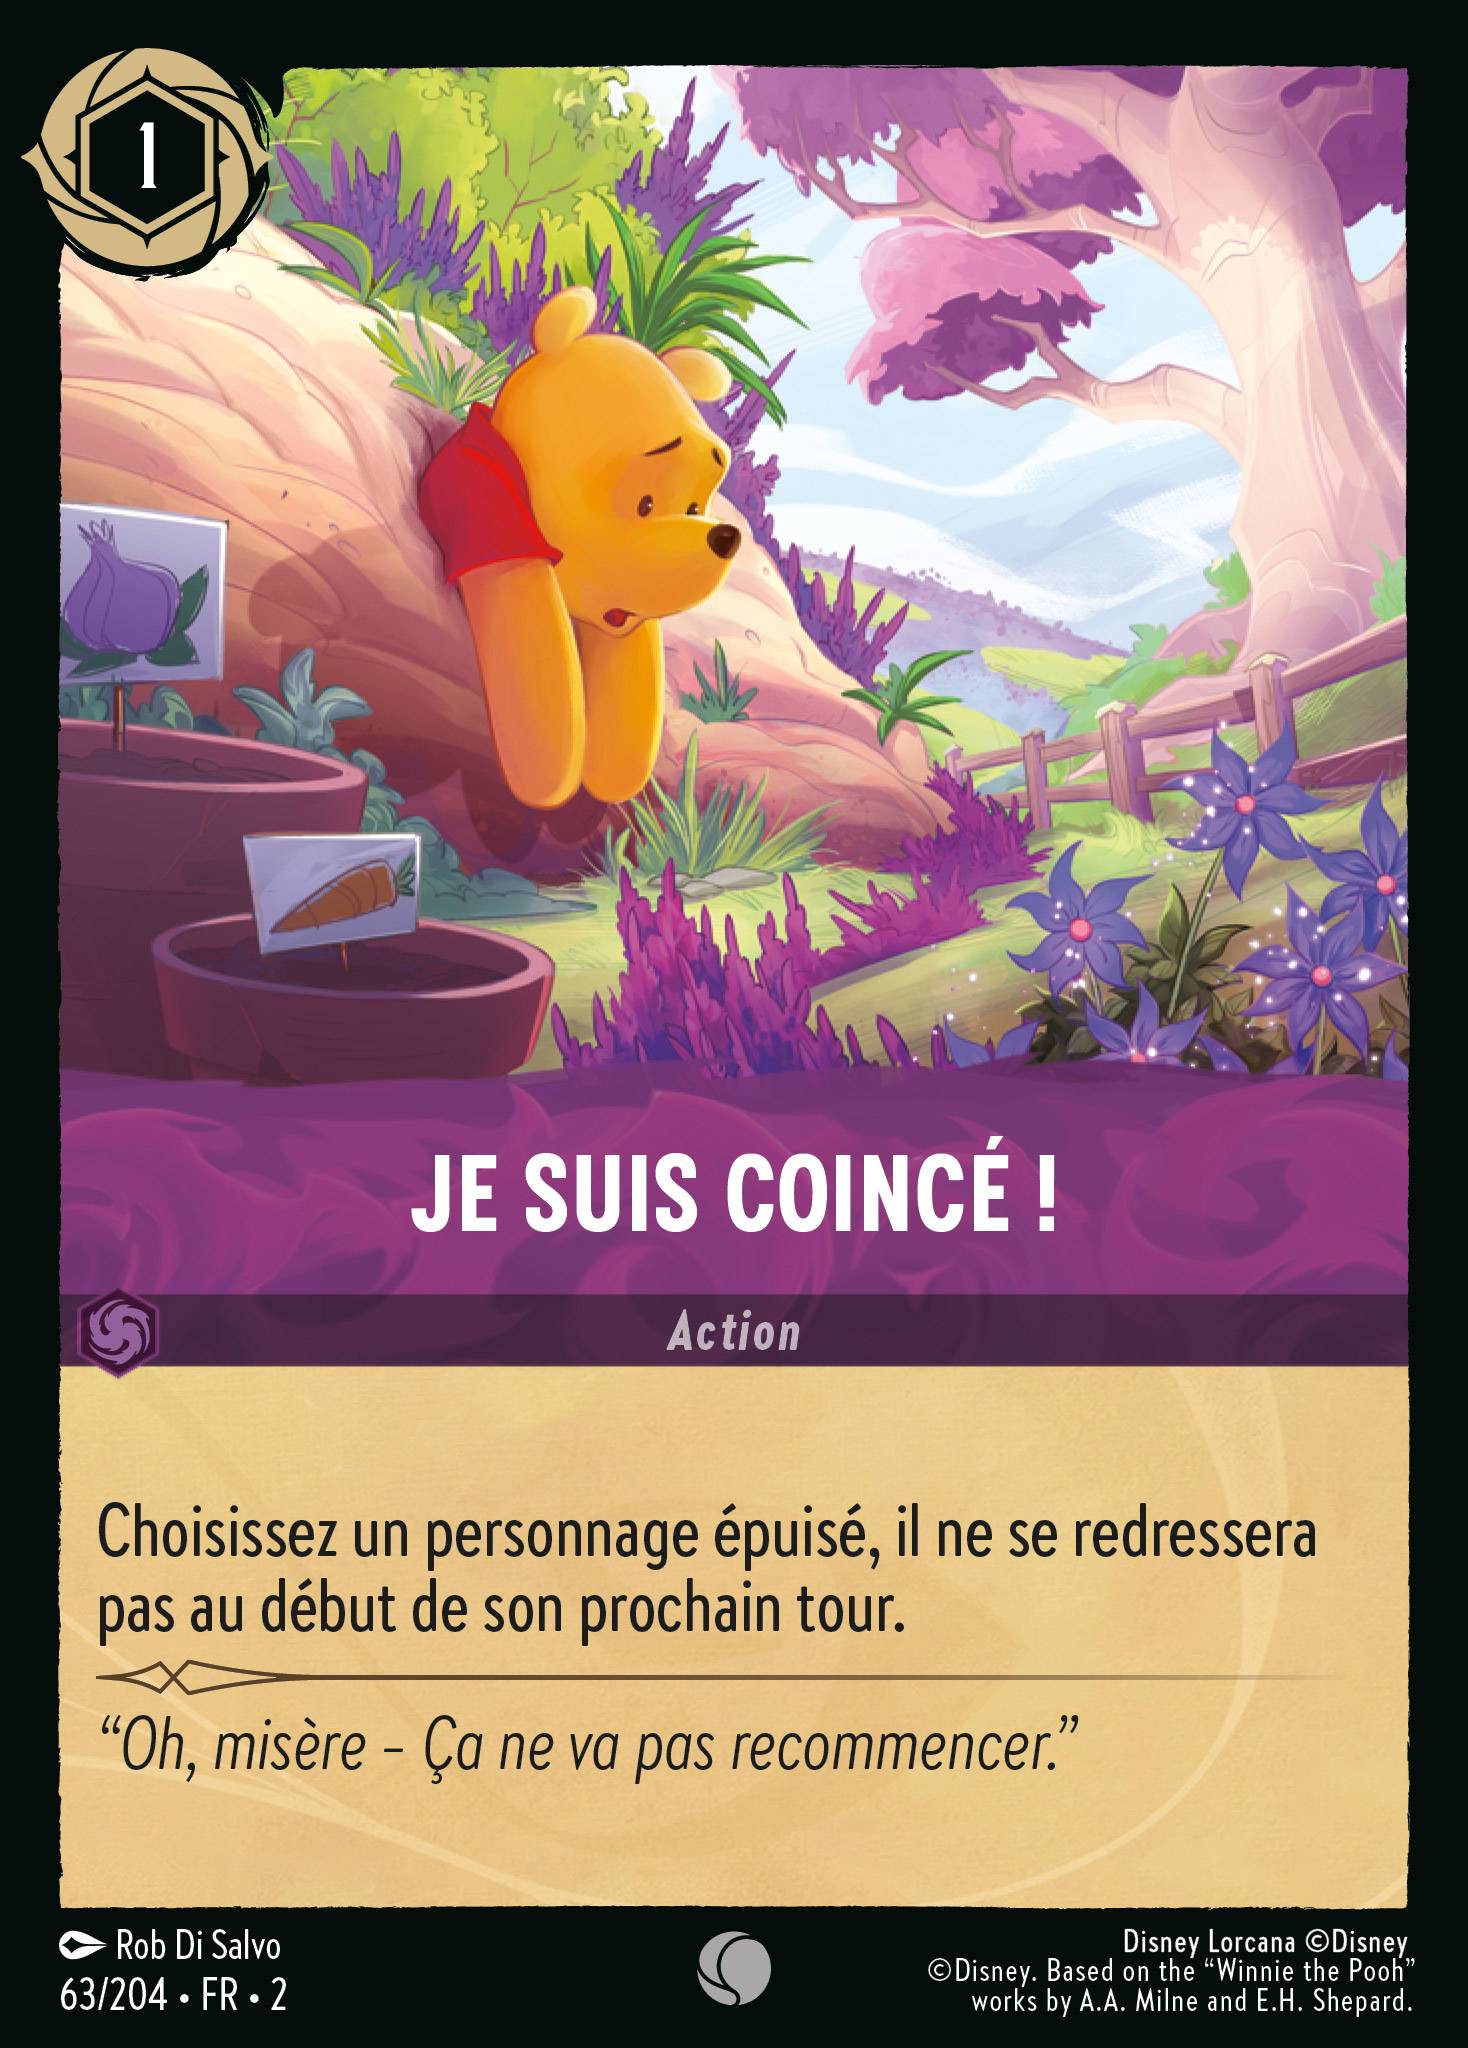 1
JE SUIS COINCÉ !
Action
Choisissez un personnage épuisé, il ne se redressera
pas au début de son prochain tour.
“Oh, misère – Ça ne va pas recommencer.”
Rob Di Salvo
63/204 • FR • 2
Disney Lorcana ©Disney
©Disney. Based on the “Winnie the Pooh”
works by A.A. Milne and E.H. Shepard.